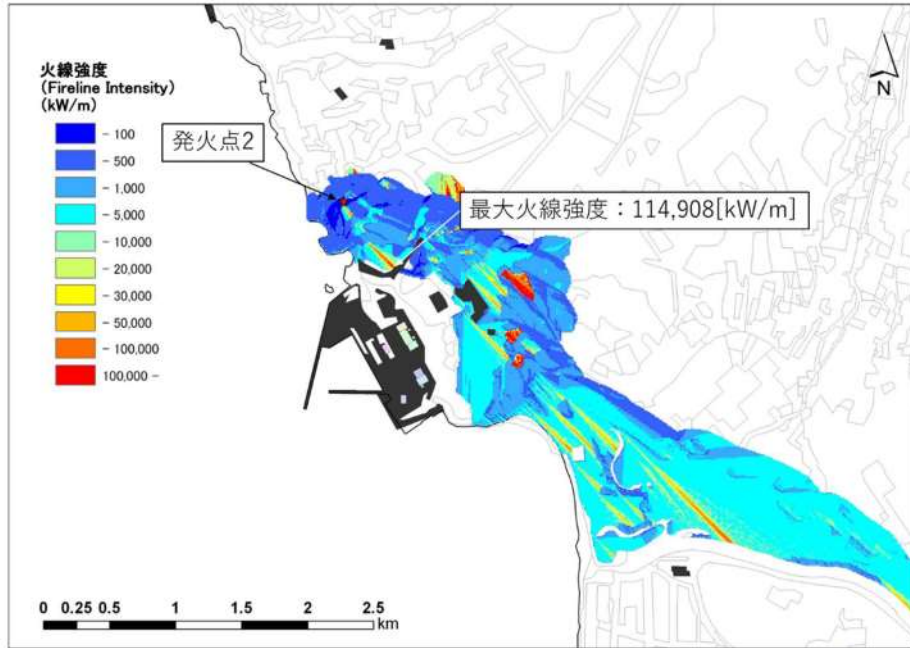 火線強度
(Fireline Intensity)
(kW/m)
- 100
- 500
- 1,000
- 5,000
- 10,000
- 20,000
- 30,000
- 50,000
- 100,000
100,000 -
発火点2
最大火線強度：114,908[kW/m]
N
0 0.25 0.5 1 1.5 2 2.5
km